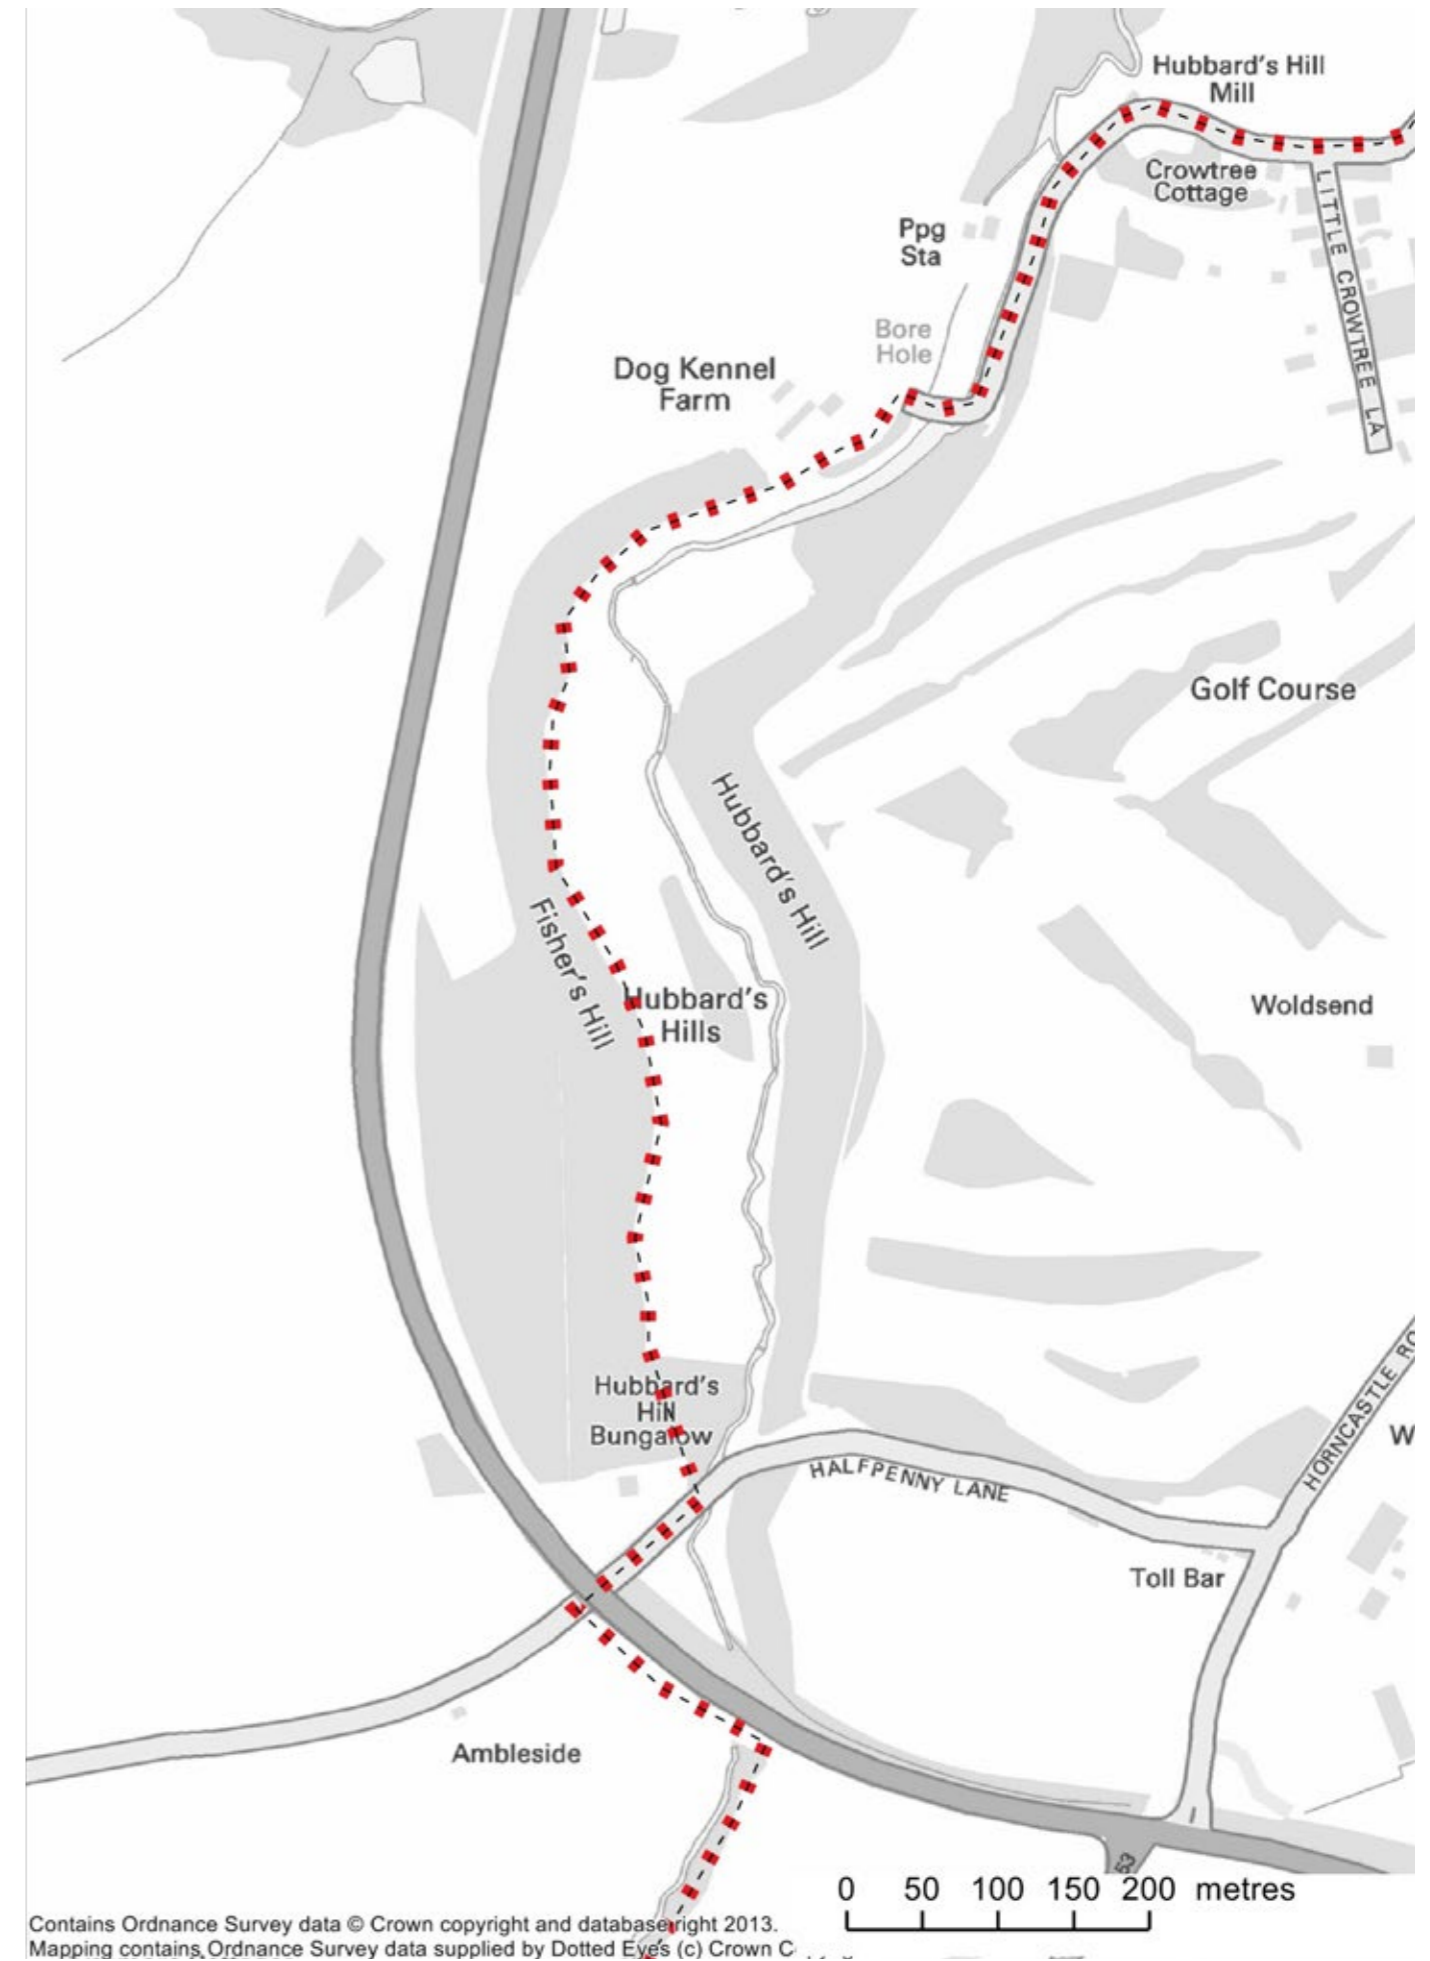 Hubbard's Hill
Mill
Crowtree
Cottage
LITTLE CROWTREE LA
Ppg
Sta
Bore
Hole
Dog Kennel
Farm
Golf Course
Hubbard's Hill
Fisher's Hill
Hubbard's
Hills
Woldsend
Hubbard's
Hill
Bungalow
HALFPENNY LANE
HORNCASTLE RO
W
Toll Bar
Ambleside
53
0 50 100 150 200 metres
Contains Ordnance Survey data © Crown copyright and database right 2013.
Mapping contains Ordnance Survey data supplied by Dotted Eyes (c) Crown